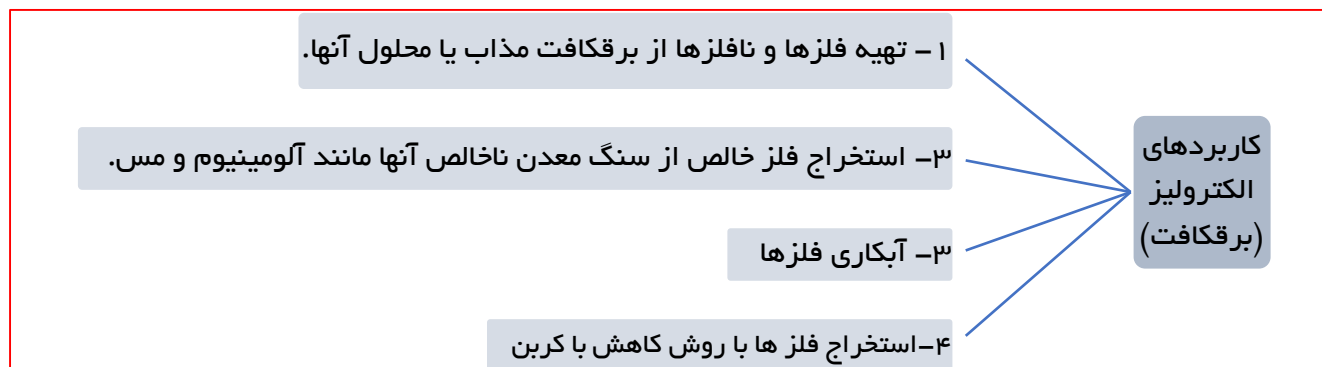 کاربردهای
الکترولیز
(برقکافت)
۱- تهیه فلزها و نافلزها از برقکافت مذاب یا محلول آنها.
۳- استخراج فلز خالص از سنگ معدن ناخالص آنها مانند آلومینیوم و مس.
۳- آبکاری فلزها
۴-استخراج فلز ها با روش کاهش با کربن